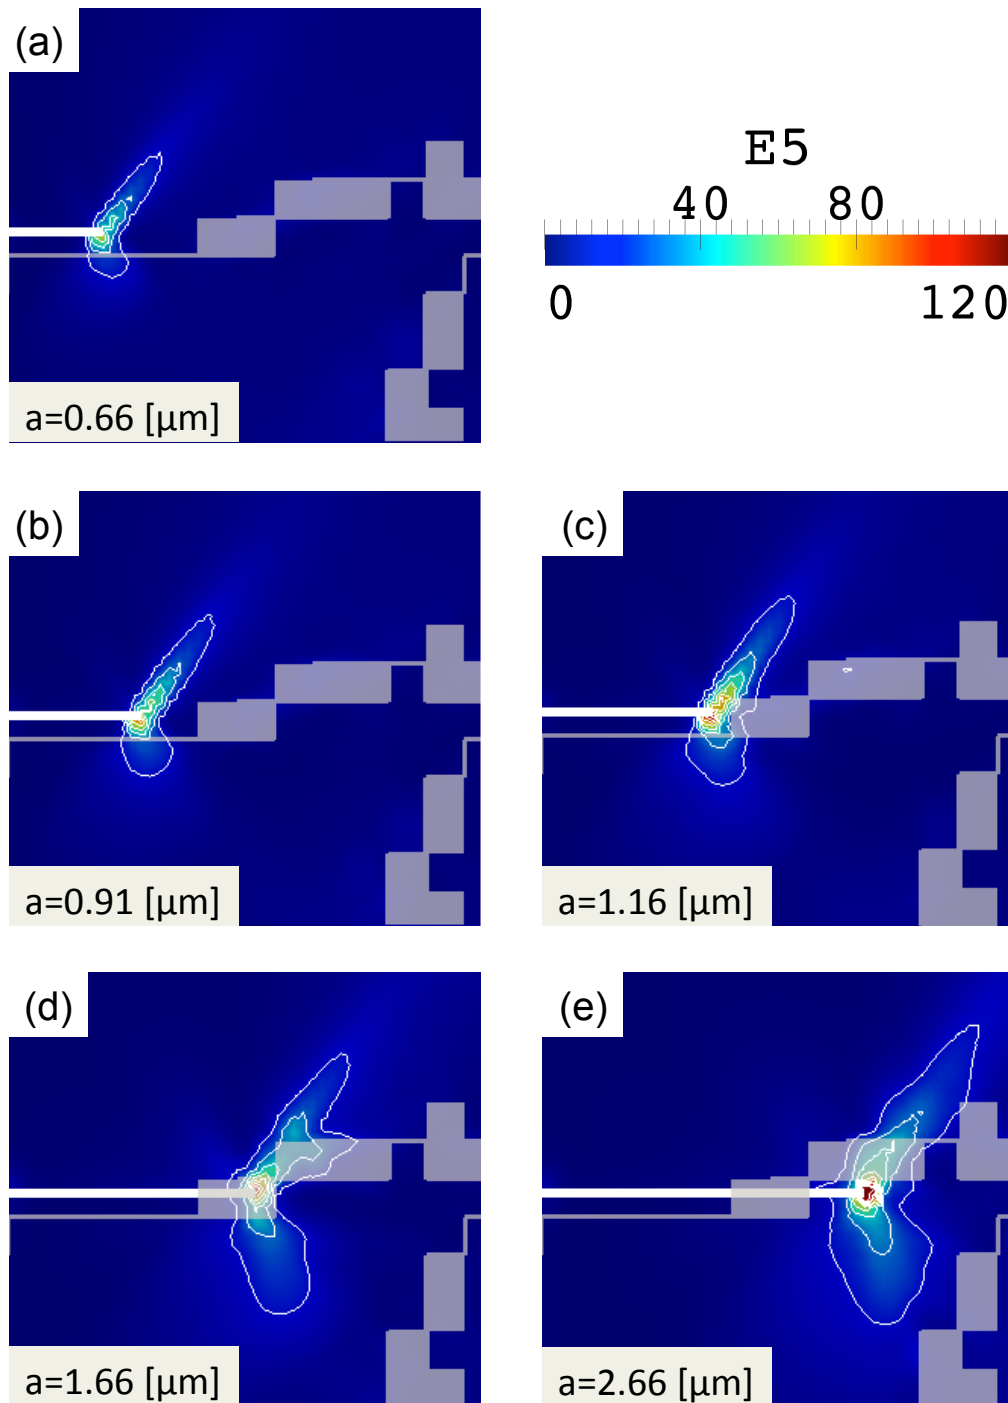 (a)
E5
40 80
0 120
a=0.66 [µm]
(b)
(c)
a=0.91 [µm]
a=1.16 [µm]
(d)
(e)
a=1.66 [µm]
a=2.66 [µm]